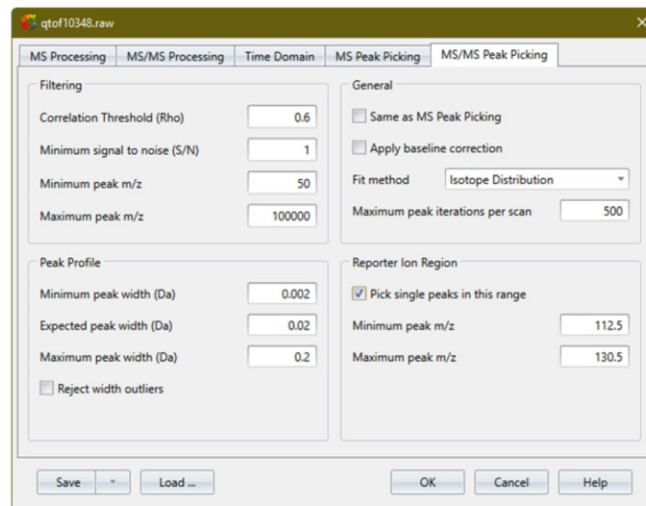 qtof10348.raw
MS Processing MS/MS Processing Time Domain MS Peak Picking MS/MS Peak Picking
Filtering
Correlation Threshold (Rho) 0.6
Minimum signal to noise (S/N) 1
Minimum peak m/z 50
Maximum peak m/z 100000
General
Same as MS Peak Picking
Apply baseline correction
Fit method Isotope Distribution
Maximum peak iterations per scan 500
Peak Profile
Minimum peak width (Da) 0.002
Expected peak width (Da) 0.02
Maximum peak width (Da) 0.2
Reject width outliers
Reporter Ion Region
Pick single peaks in this range
Minimum peak m/z 112.5
Maximum peak m/z 130.5
Save Load ... OK Cancel Help